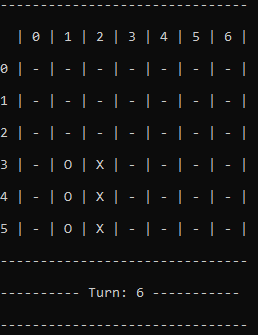 -------------------------------
| 0 | 1 | 2 | 3 | 4 | 5 | 6 |
0 | - | - | - | - | - | - | - |
1 | - | - | - | - | - | - | - |
2 | - | - | - | - | - | - | - |
3 | - | O | X | - | - | - | - |
4 | - | O | X | - | - | - | - |
5 | - | O | X | - | - | - | - |
-------------------------------
---------- Turn: 6 -----------
-------------------------------